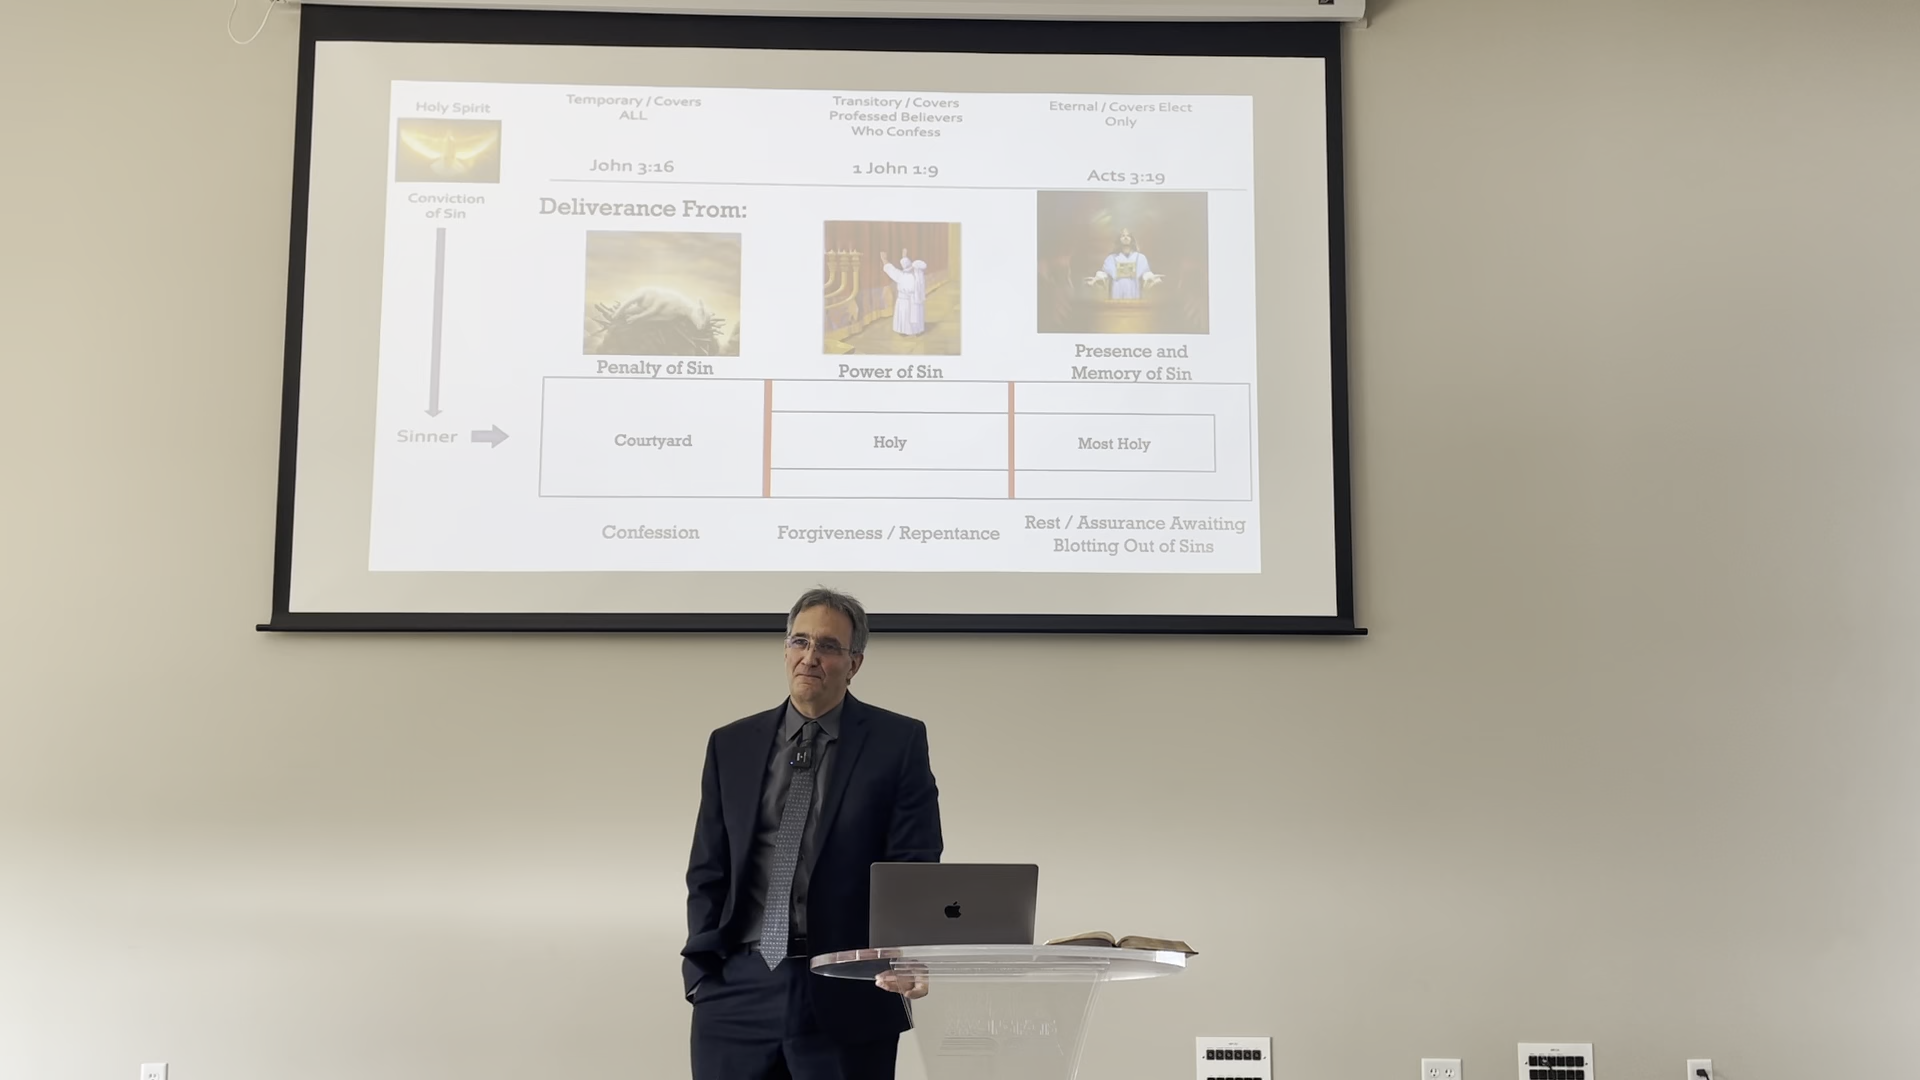 Holy Spirit
Temporary / Covers
ALL
Transitory / Covers
Professed Believers
Who Confess
Eternal / Covers Elect
Only
John 3:16
1 John 1:9
Acts 3:19
Conviction
of Sin
Deliverance From:
Penalty of Sin
Power of Sin
Presence and
Memory of Sin
Sinner
Courtyard
Holy
Most Holy
Confession
Forgiveness / Repentance
Rest / Assurance Awaiting
Blotting Out of Sins